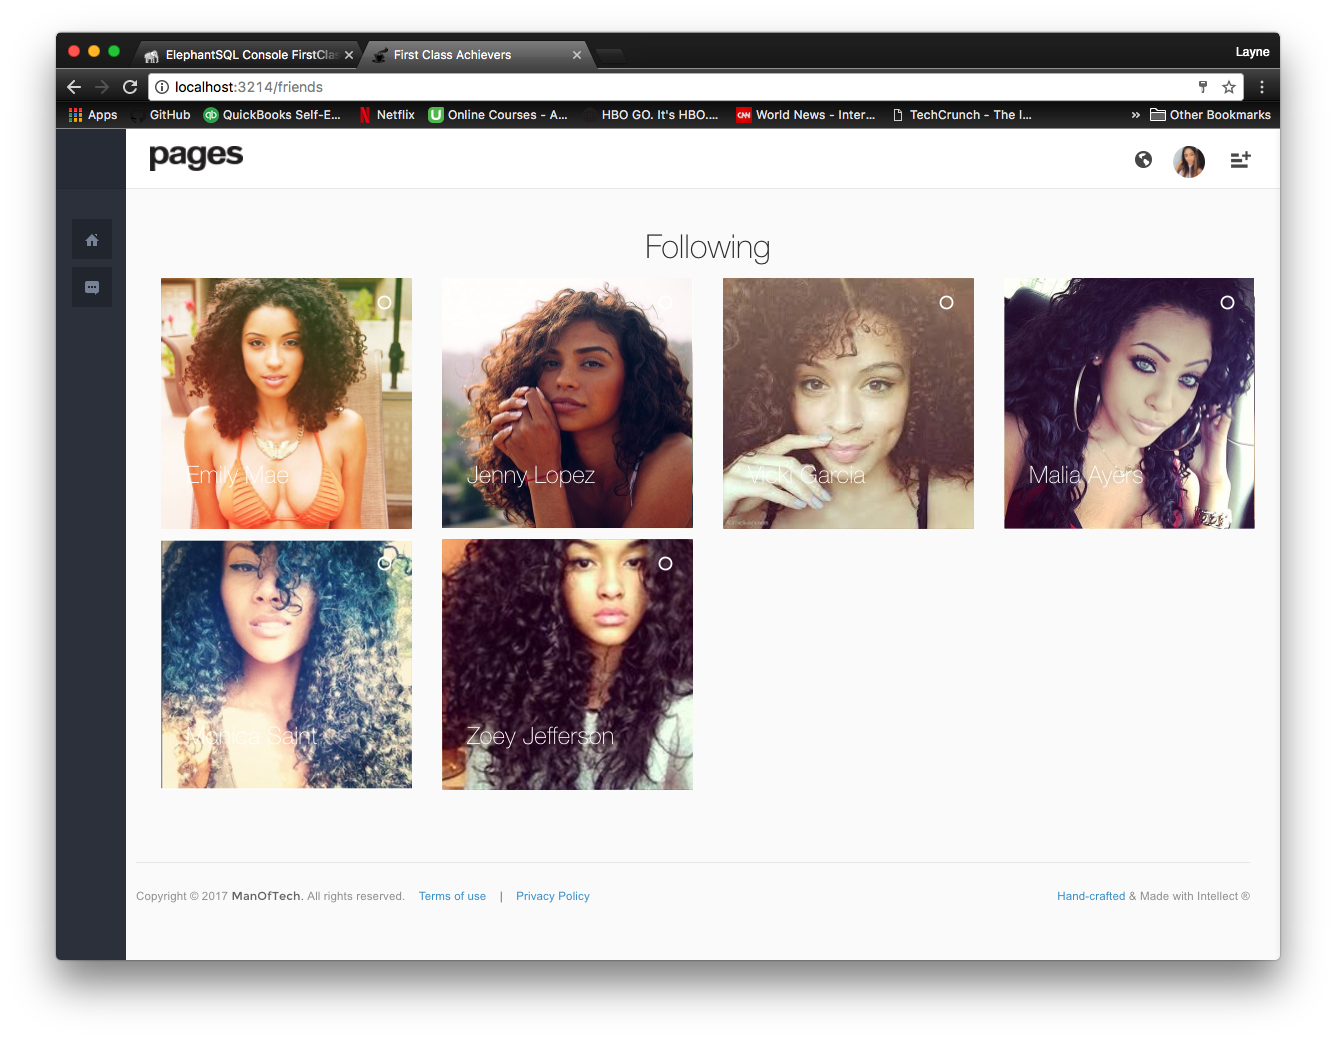 ElephantSQL Console FirstCla
First Class Achievers
Layne
localhost:3214/friends
Apps
GitHub
QuickBooks Self-E...
Netflix
Online Courses - A...
HBO GO. It's HBO....
CNN
World News - Inter...
TechCrunch - The I...
»
Other Bookmarks
pages
Following
Emily Mae
Jenny Lopez
Vicki Garcia
Malia Ayers
Monica Saint
Zoey Jefferson
Copyright © 2017 ManOfTech. All rights reserved. Terms of use | Privacy Policy
Hand-crafted & Made with Intellect ®